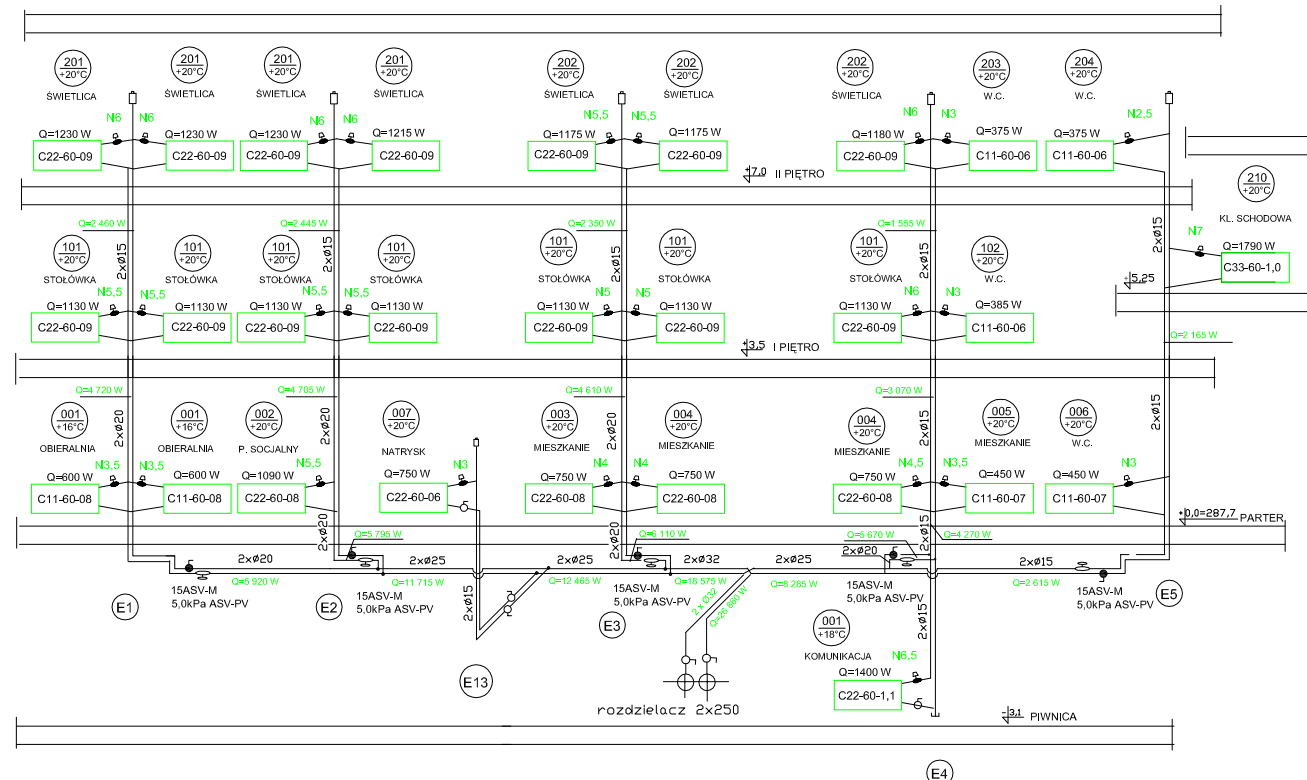 201 201 201 201 202 202 202 203 204
+20°C +20°C +20°C +20°C +20°C +20°C +20°C +20°C +20°C
ŚWIETLICA ŚWIETLICA ŚWIETLICA ŚWIETLICA ŚWIETLICA ŚWIETLICA ŚWIETLICA W.C. W.C.
N6 N6 N6 N6 N5,5 N5,5 N6 N3 N2,5
Q=1230 W Q=1230 W Q=1230 W Q=1215 W Q=1175 W Q=1175 W Q=1180 W Q=375 W Q=375 W
C22-60-09 C22-60-09 C22-60-09 C22-60-09 C22-60-09 C22-60-09 C22-60-09 C11-60-06 C11-60-06
+7,0 II PIĘTRO
210
+20°C
KL. SCHODOWA
Q=2 460 W Q=2 445 W Q=2 350 W Q=1 555 W
2xø15 2xø15 2xø15 2xø15
N7
Q=1790 W
C33-60-1,0
+5,25
101 101 101 101 101 101 101 102
+20°C +20°C +20°C +20°C +20°C +20°C +20°C +20°C
STOŁÓWKA STOŁÓWKA STOŁÓWKA STOŁÓWKA STOŁÓWKA STOŁÓWKA STOŁÓWKA W.C.
N5,5 N5,5 N5,5 N5,5 N5 N5 N6 N3
Q=1130 W Q=1130 W Q=1130 W Q=1130 W Q=1130 W Q=1130 W Q=1130 W Q=385 W
C22-60-09 C22-60-09 C22-60-09 C22-60-09 C22-60-09 C22-60-09 C22-60-09 C11-60-06
Q=2 165 W
+3,5 I PIĘTRO
Q=4 720 W Q=4 705 W Q=4 610 W Q=3 070 W
2xø20 2xø20 2xø20 2xø15 2xø15
001 001 002 007 003 004 004 005 006
+16°C +16°C +20°C +20°C +20°C +20°C +20°C +20°C +20°C
OBIERALNIA OBIERALNIA P. SOCJALNY NATRYSK MIESZKANIE MIESZKANIE MIESZKANIE MIESZKANIE W.C.
N3,5 N3,5 N5,5 N3 N4 N4 N4,5 N3,5 N3
Q=600 W Q=600 W Q=1090 W Q=750 W Q=750 W Q=750 W Q=750 W Q=450 W Q=450 W
C11-60-08 C11-60-08 C22-60-08 C22-60-06 C22-60-08 C22-60-08 C22-60-08 C11-60-07 C11-60-07
+0,0=287,7 PARTER
2xø20 2xø20 2xø15
Q=5 795 W Q=6 110 W Q=5 670 W Q=4 270 W
2xø20 2xø25 2xø25 2xø32 2xø25 2xø20 2xø15
Q=5 920 W Q=11 715 W Q=12 465 W Q=18 575 W Q=8 285 W Q=2 615 W
15ASV-M 15ASV-M 15ASV-M 15ASV-M 15ASV-M
5,0kPa ASV-PV 5,0kPa ASV-PV 5,0kPa ASV-PV 5,0kPa ASV-PV 5,0kPa ASV-PV
2xø15 2 x Ø32 Q=26 860 W 2xø15
E1 E2 E3 E5
001
+18°C
KOMUNIKACJA
E13
N6,5
Q=1400 W
C22-60-1,1
rozdzielacz 2x250
-3,1 PIWNICA
E4